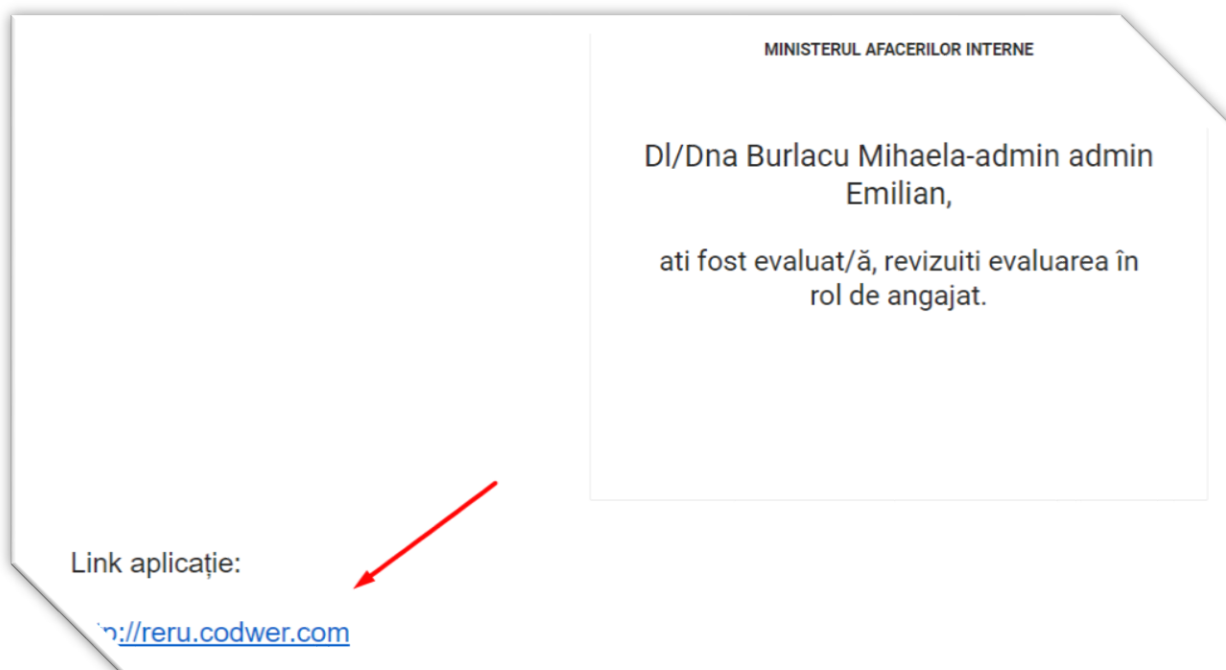 MINISTERUL AFACERILOR INTERNE
Dl/Dna Burlacu Mihaela-admin admin
Emilian,
ati fost evaluat/ă, revizuiti evaluarea în
rol de angajat.
Link aplicație:
p://reru.codwer.com